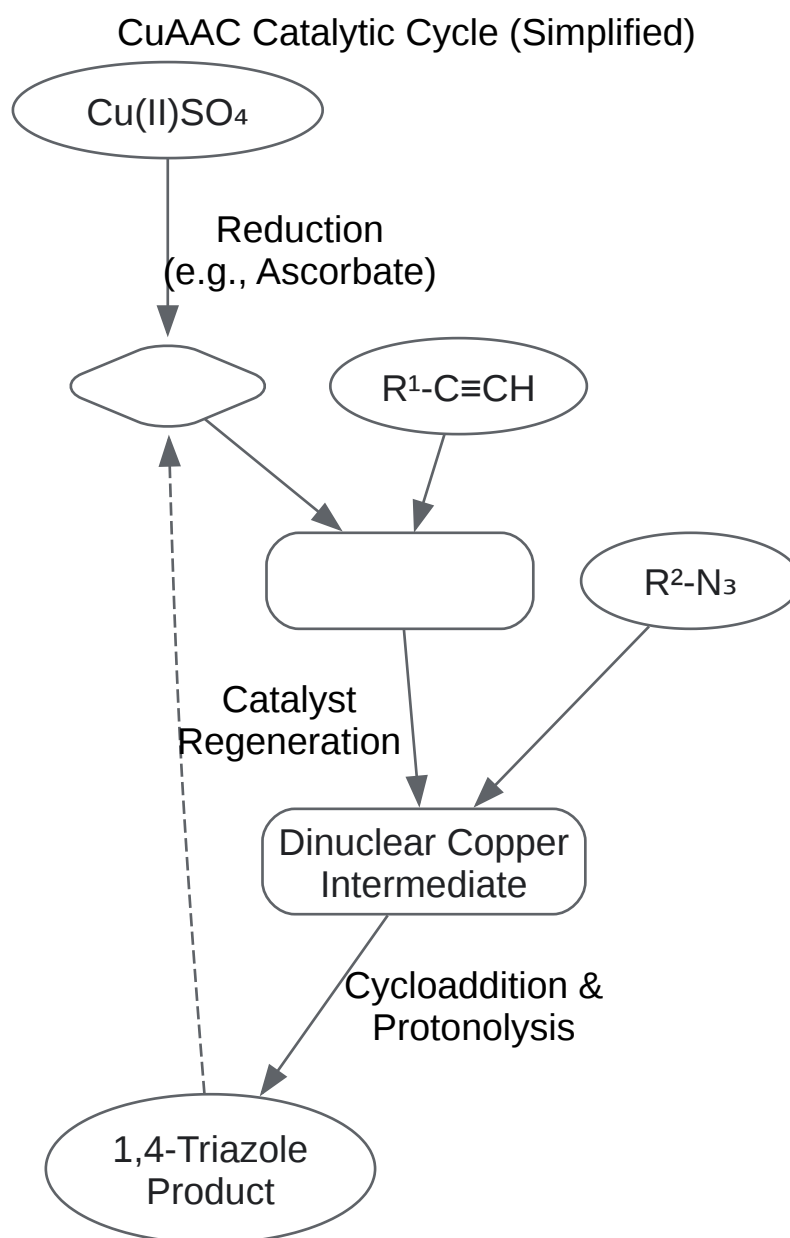 CuAAC Catalytic Cycle (Simplified)
Cu(II)SO₄
Reduction
(e.g., Ascorbate)
R¹-C≡CH
R²-N₃
Catalyst
Regeneration
Dinuclear Copper
Intermediate
Cycloaddition &
Protonolysis
1,4-Triazole
Product